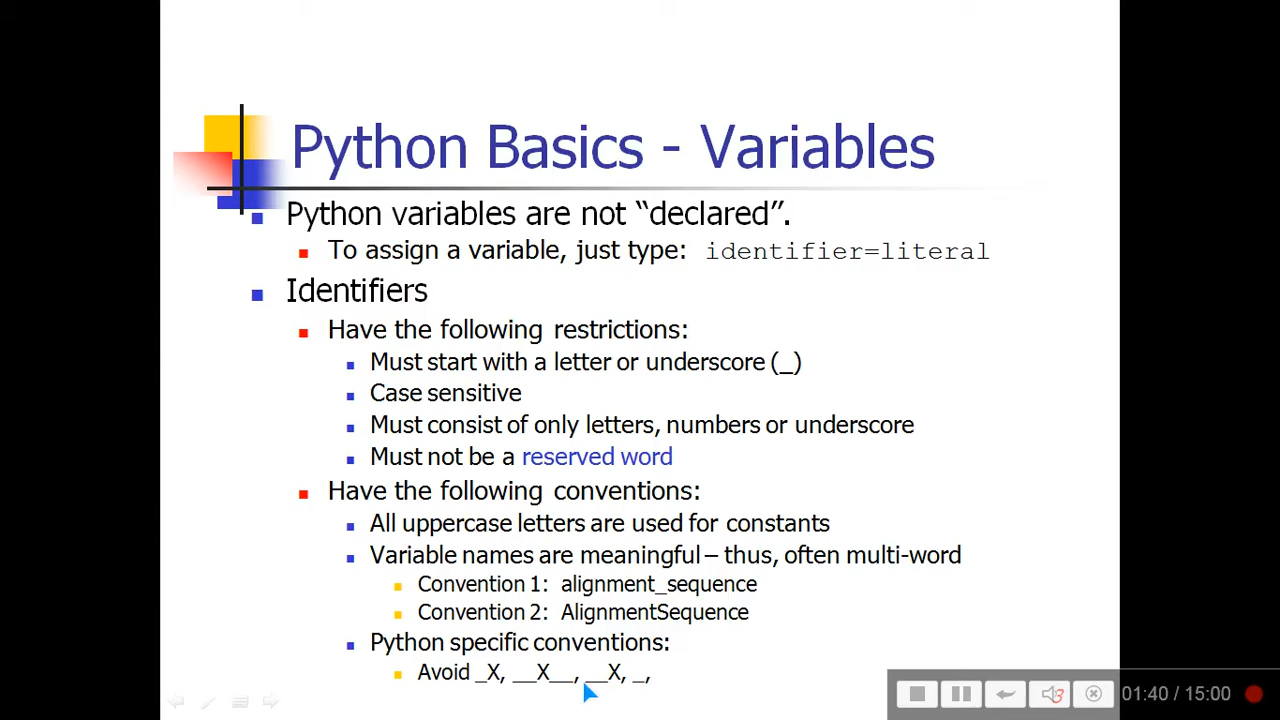 Python Basics - Variables
Python variables are not “declared”.
To assign a variable, just type: identifier=literal
Identifiers
Have the following restrictions:
Must start with a letter or underscore (_)
Case sensitive
Must consist of only letters, numbers or underscore
Must not be a reserved word
Have the following conventions:
All uppercase letters are used for constants
Variable names are meaningful – thus, often multi-word
Convention 1: alignment_sequence
Convention 2: AlignmentSequence
Python specific conventions:
Avoid _X, __X__, __X, _,
01:40 / 15:00